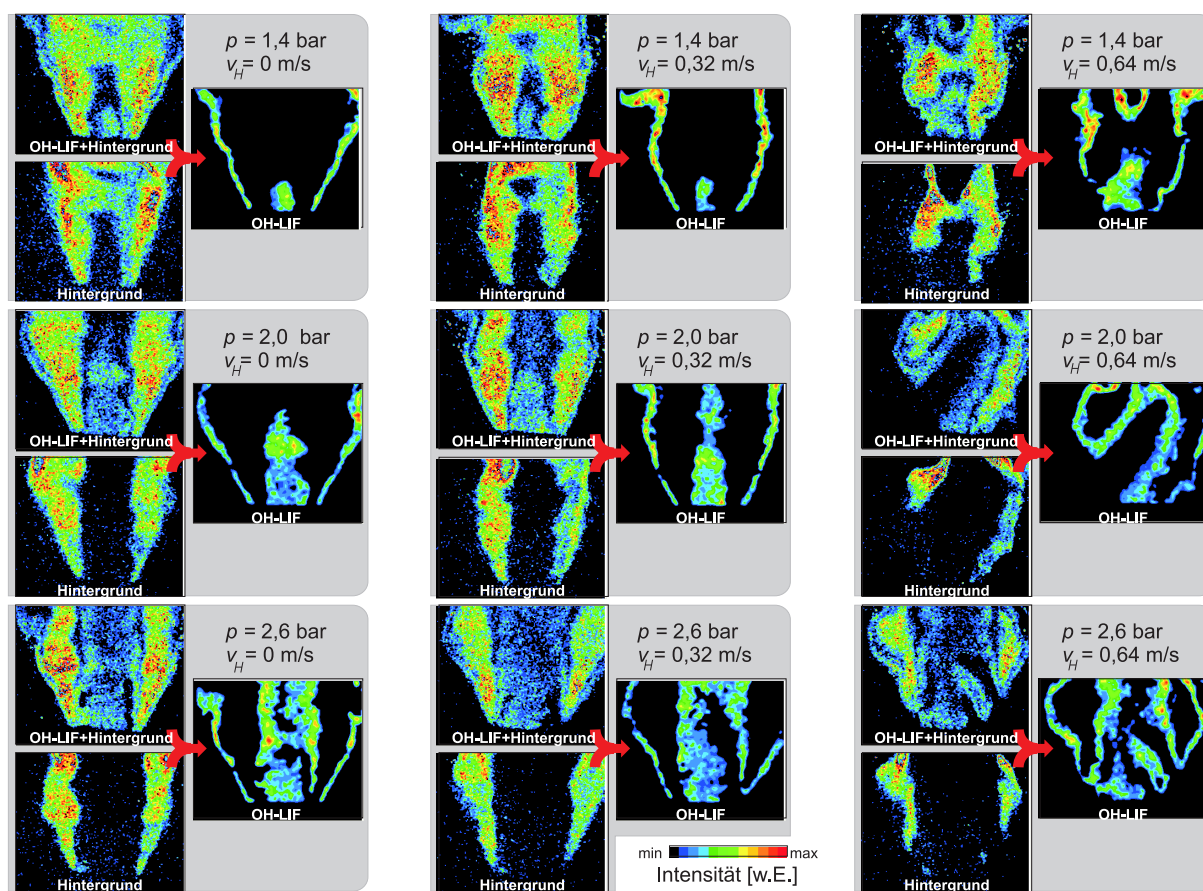 p = 1,4 bar
v_H= 0 m/s
OH-LIF+Hintergrund
OH-LIF
Hintergrund
p = 1,4 bar
v_H= 0,32 m/s
OH-LIF+Hintergrund
OH-LIF
Hintergrund
p = 1,4 bar
v_H= 0,64 m/s
OH-LIF+Hintergrund
OH-LIF
Hintergrund
p = 2,0 bar
v_H= 0 m/s
OH-LIF+Hintergrund
OH-LIF
Hintergrund
p = 2,0 bar
v_H= 0,32 m/s
OH-LIF+Hintergrund
OH-LIF
Hintergrund
p = 2,0 bar
v_H= 0,64 m/s
OH-LIF+Hintergrund
OH-LIF
Hintergrund
p = 2,6 bar
v_H= 0 m/s
OH-LIF+Hintergrund
OH-LIF
Hintergrund
p = 2,6 bar
v_H= 0,32 m/s
OH-LIF+Hintergrund
OH-LIF
Hintergrund
min max
Intensität [w.E.]
p = 2,6 bar
v_H= 0,64 m/s
OH-LIF+Hintergrund
OH-LIF
Hintergrund